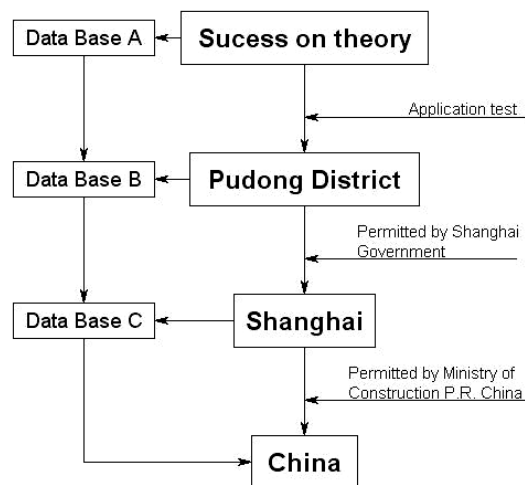 Data Base A
Sucess on theory
Application test
Data Base B
Pudong District
Permitted by Shanghai
Government
Data Base C
Shanghai
Permitted by Ministry of
Construction P.R. China
China